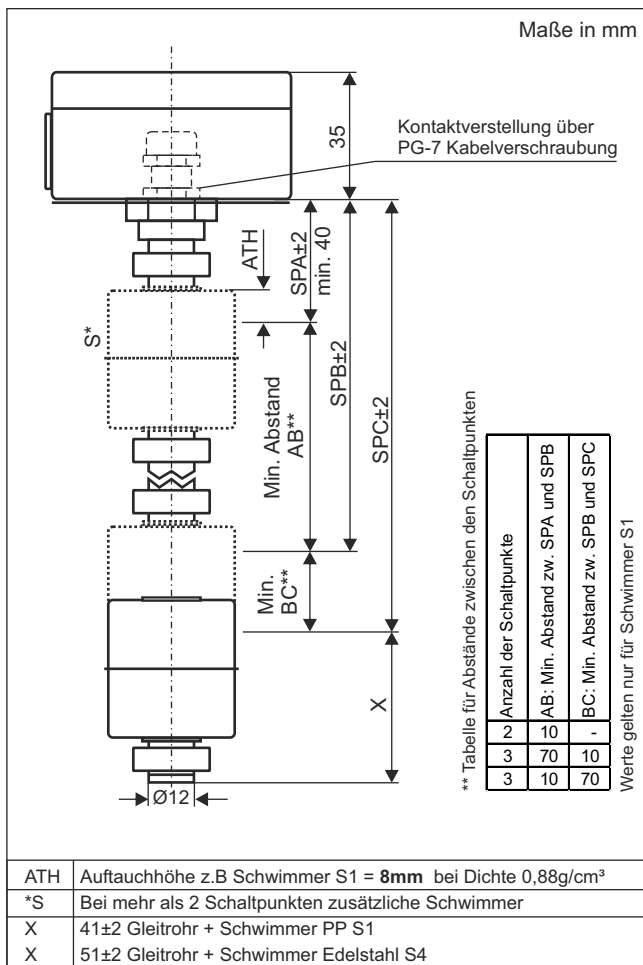 Maße in mm
35
Kontaktverstellung über
PG-7 Kabelverschraubung
ATH
SPA±2
min. 40
S*
SPB±2
SPC±2
Min. Abstand
AB**
Min.
BC**
X
Ø12
** Tabelle für Abstände zwischen den Schaltpunkten
Anzahl der Schaltpunkte
AB: Min. Abstand zw. SPA und SPB
BC: Min. Abstand zw. SPB und SPC
2 10 -
3 70 10
3 10 70
Werte gelten nur für Schwimmer S1
ATH Auftauchhöhe z.B Schwimmer S1 = 8mm bei Dichte 0,88g/cm³
*S Bei mehr als 2 Schaltpunkten zusätzliche Schwimmer
X 41±2 Gleitrohr + Schwimmer PP S1
X 51±2 Gleitrohr + Schwimmer Edelstahl S4